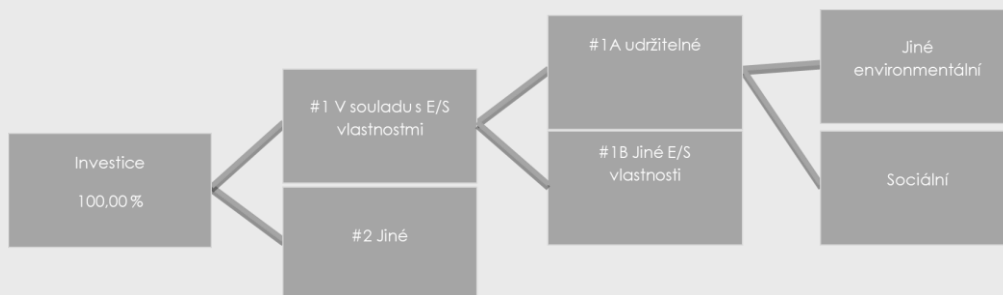 Investice
100,00 %
#1 V souladu s E/S
vlastnostmi
#2 Jiné
#1A udržitelné
#1B Jiné E/S
vlastnosti
Jiné
environmentální
Sociální